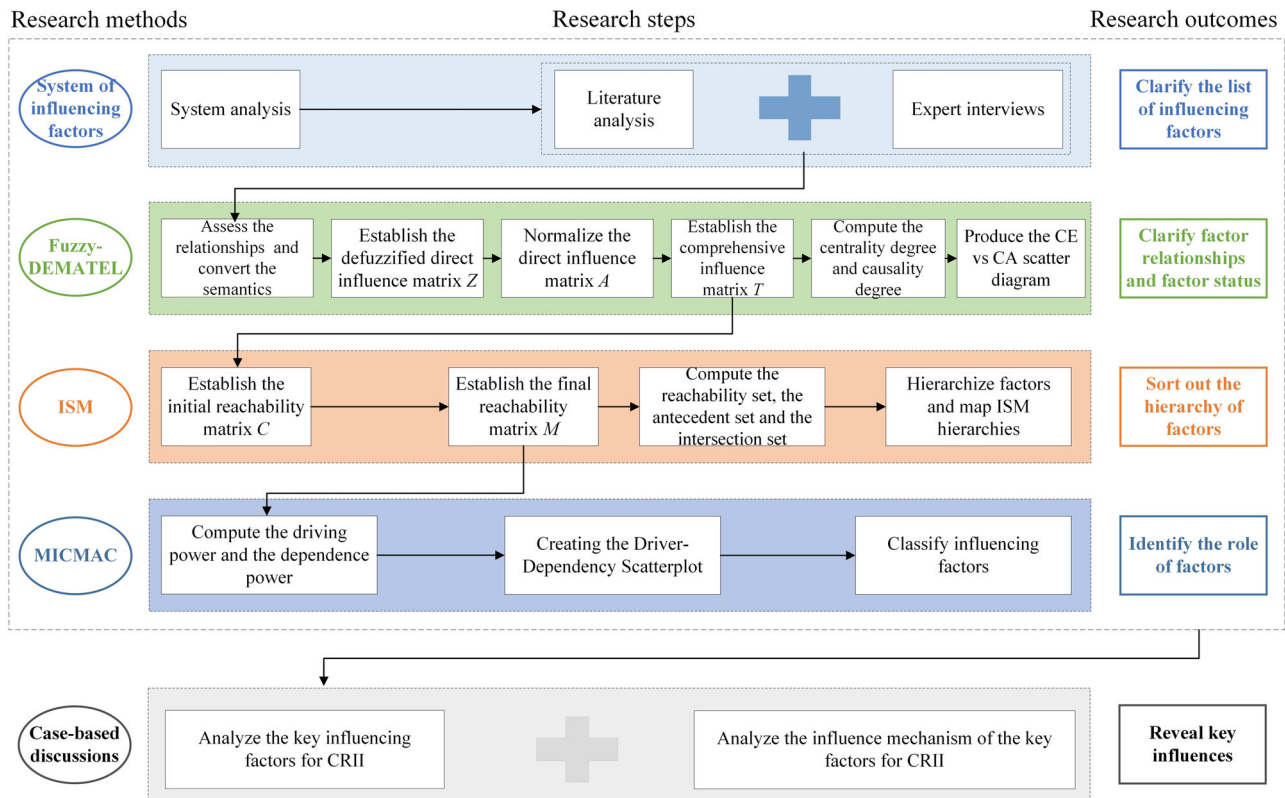 Research methods
Research steps
Research outcomes
System of
influencing
factors
System analysis
Literature
analysis
Expert interviews
Clarify the list
of influencing
factors
Fuzzy-
DEMATEL
Assess the
relationships and
convert the
semantics
Establish the
defuzzified direct
influence matrix Z
Normalize the
direct influence
matrix A
Establish the
comprehensive
influence
matrix T
Compute the
centrality degree
and causality
degree
Produce the CE
vs CA scatter
diagram
Clarify factor
relationships
and factor status
ISM
Establish the
initial reachability
matrix C
Establish the final
reachability
matrix M
Compute the
reachability set, the
antecedent set and the
intersection set
Hierarchize factors
and map ISM
hierarchies
Sort out the
hierarchy of
factors
MICMAC
Compute the driving
power and the dependence
power
Creating the Driver-
Dependency Scatterplot
Classify influencing
factors
Identify the role
of factors
Case-based
discussions
Analyze the key influencing
factors for CRII
Analyze the influence mechanism of the key
factors for CRII
Reveal key
influences